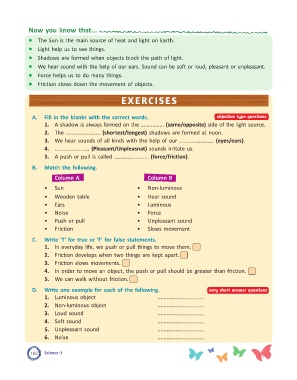 Now you know that...
• The Sun is the main source of heat and light on Earth.
• Light help us to see things.
• Shadows are formed when objects block the path of light.
• We hear sound with the help of our ears. Sound can be soft or loud, pleasant or unpleasant.
• Force helps us to do many things.
• Friction slows down the movement of objects.
EXERCISES
A. Fill in the blanks with the correct words. objective type questions
1. A shadow is always formed on the .................. (same/opposite) side of the light source.
2. The .................. (shortest/longest) shadows are formed at noon.
3. We hear sounds of all kinds with the help of our .................. (eyes/ears).
4. .................. (Pleasant/Unpleasnat) sounds irritate us.
5. A push or pull is called .................. (force/friction).
B. Match the following.
Column A Column B
• Sun • Non-luminous
• Wooden table • Hear sound
• Ears • Luminous
• Noise • Force
• Push or pull • Unpleasant sound
• Friction • Slows movement
C. Write 'T' for true or 'F' for false statements.
1. In everyday life, we push or pull things to move them.
2. Friction develops when two things are kept apart.
3. Friction slows movements.
4. In order to move an object, the push or pull should be greater than friction.
5. We can walk without friction.
D. Write one example for each of the following. very short answer questions
1. Luminous object ..................
2. Non-luminous object ..................
3. Loud sound ..................
4. Soft sound ..................
5. Unpleasant sound ..................
6. Noise ..................
102 Science-3